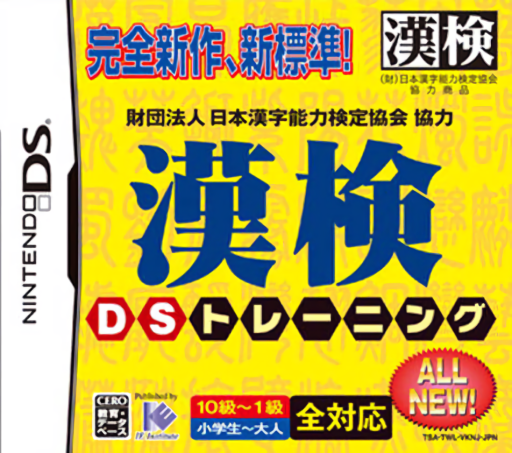 完全新作、新標準!
漢検
(財)日本漢字能力検定協会
協力商品
財団法人 日本漢字能力検定協会 協力
漢検
DSトレーニング
NINTENDO DS
ALL
NEW!
CERO
教育・
データ
ベース
Published by
IE Institute
10級〜1級
小学生〜大人
全対応
TSA-TWL-VKNJ-JPN